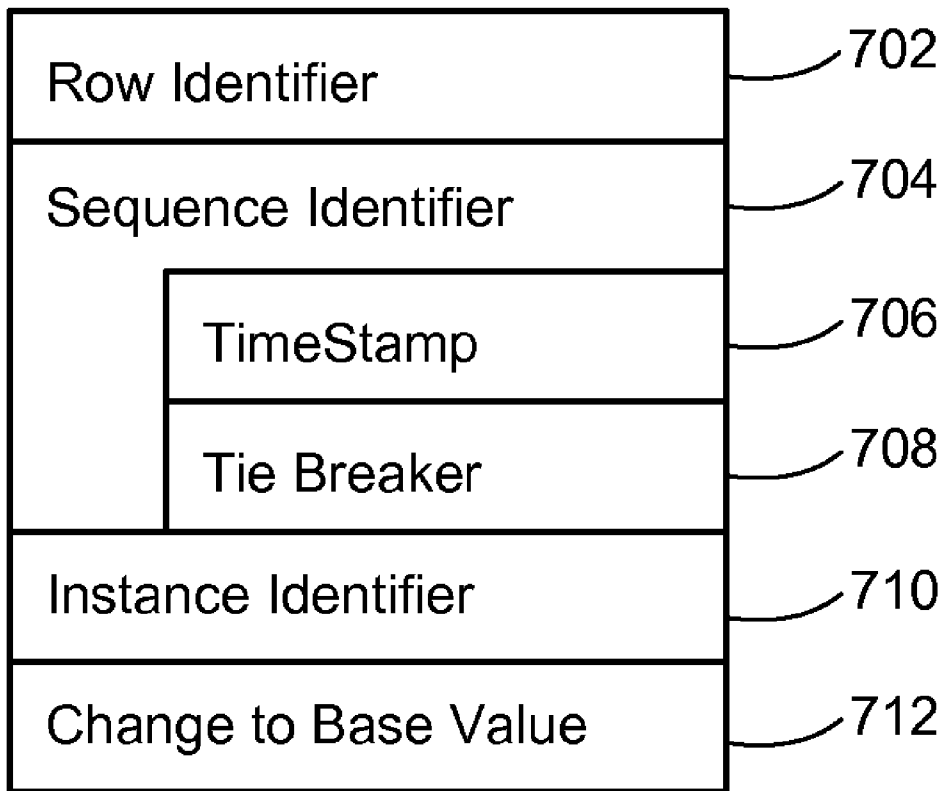 Row Identifier 702
Sequence Identifier 704
TimeStamp 706
Tie Breaker 708
Instance Identifier 710
Change to Base Value 712